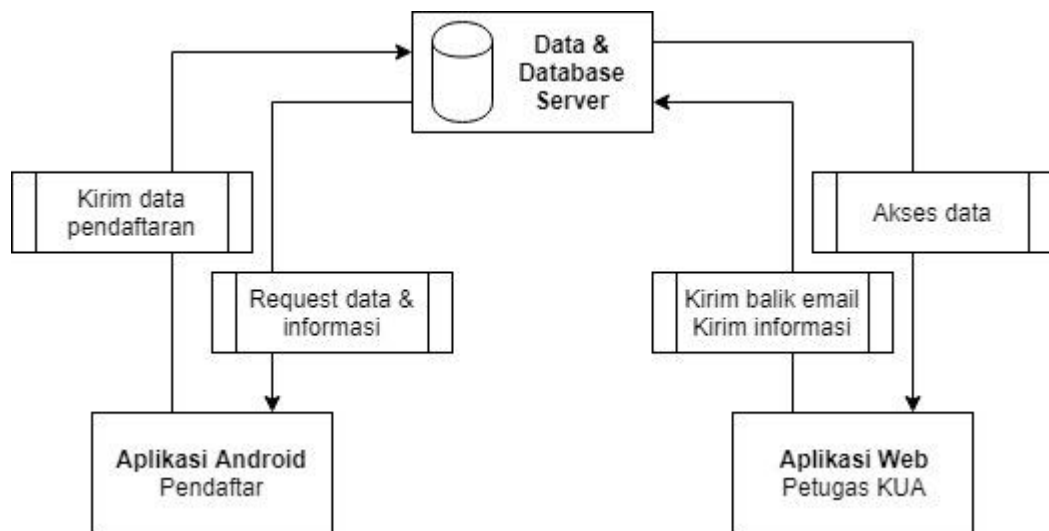 Data &
Database
Server
Kirim data
pendaftaran
Akses data
Request data &
informasi
Kirim balik email
Kirim informasi
Aplikasi Android
Pendaftar
Aplikasi Web
Petugas KUA